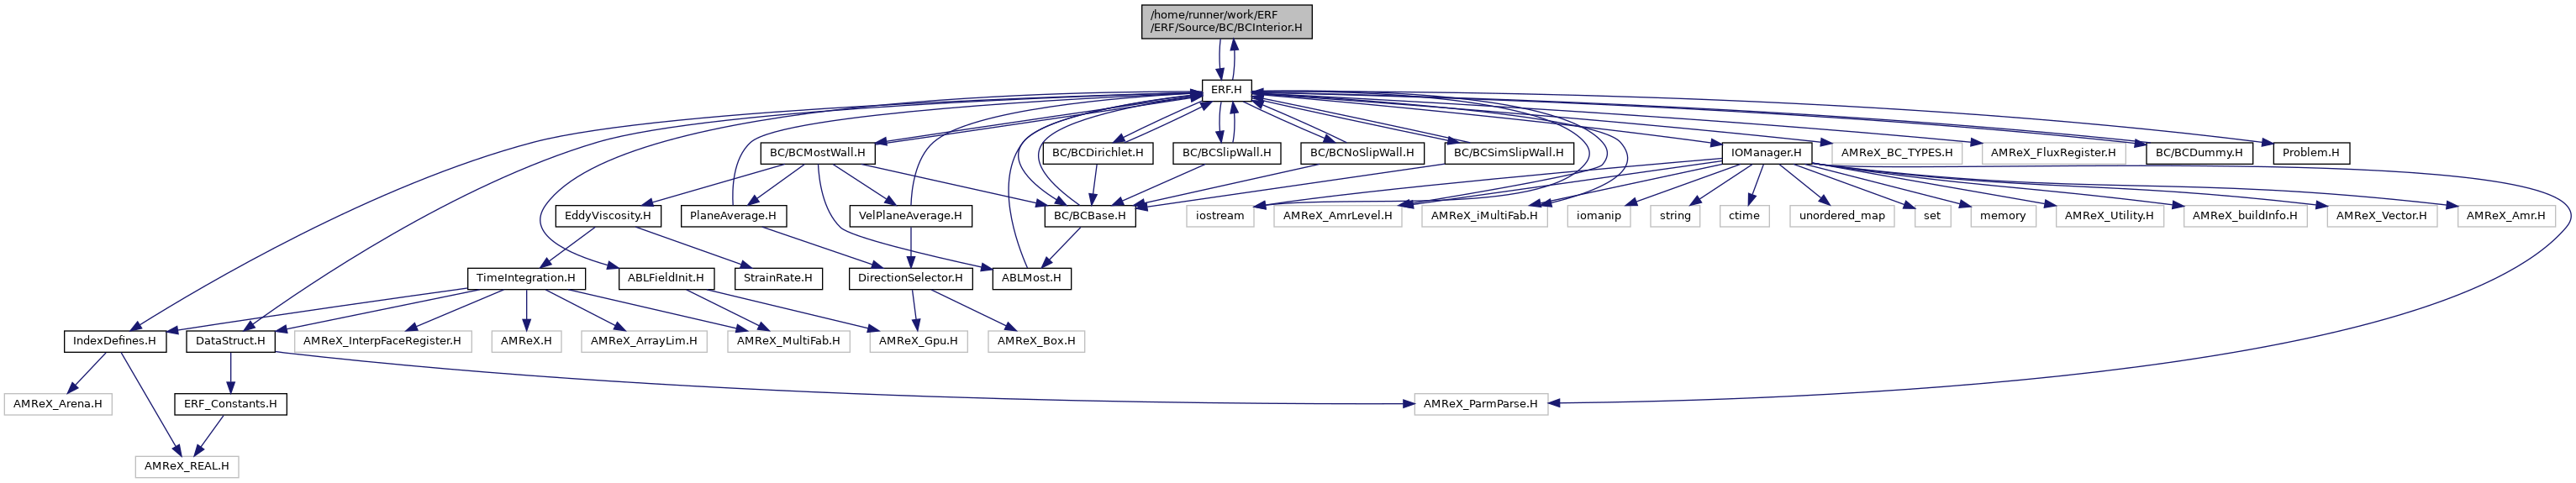 /home/runner/work/ERF
/ERF/Source/BC/BCInterior.H
ERF.H
BC/BCMostWall.H
BC/BCDirichlet.H
BC/BCSlipWall.H
BC/BCNoSlipWall.H
BC/BCSimSlipWall.H
IOManager.H
AMReX_BC_TYPES.H
AMReX_FluxRegister.H
BC/BCDummy.H
Problem.H
EddyViscosity.H
PlaneAverage.H
VelPlaneAverage.H
BC/BCBase.H
iostream
AMReX_AmrLevel.H
AMReX_iMultiFab.H
iomanip
string
ctime
unordered_map
set
memory
AMReX_Utility.H
AMReX_buildInfo.H
AMReX_Vector.H
AMReX_Amr.H
TimeIntegration.H
ABLFieldInit.H
StrainRate.H
DirectionSelector.H
ABLMost.H
IndexDefines.H
DataStruct.H
AMReX_InterpFaceRegister.H
AMReX.H
AMReX_ArrayLim.H
AMReX_MultiFab.H
AMReX_Gpu.H
AMReX_Box.H
AMReX_Arena.H
ERF_Constants.H
AMReX_ParmParse.H
AMReX_REAL.H